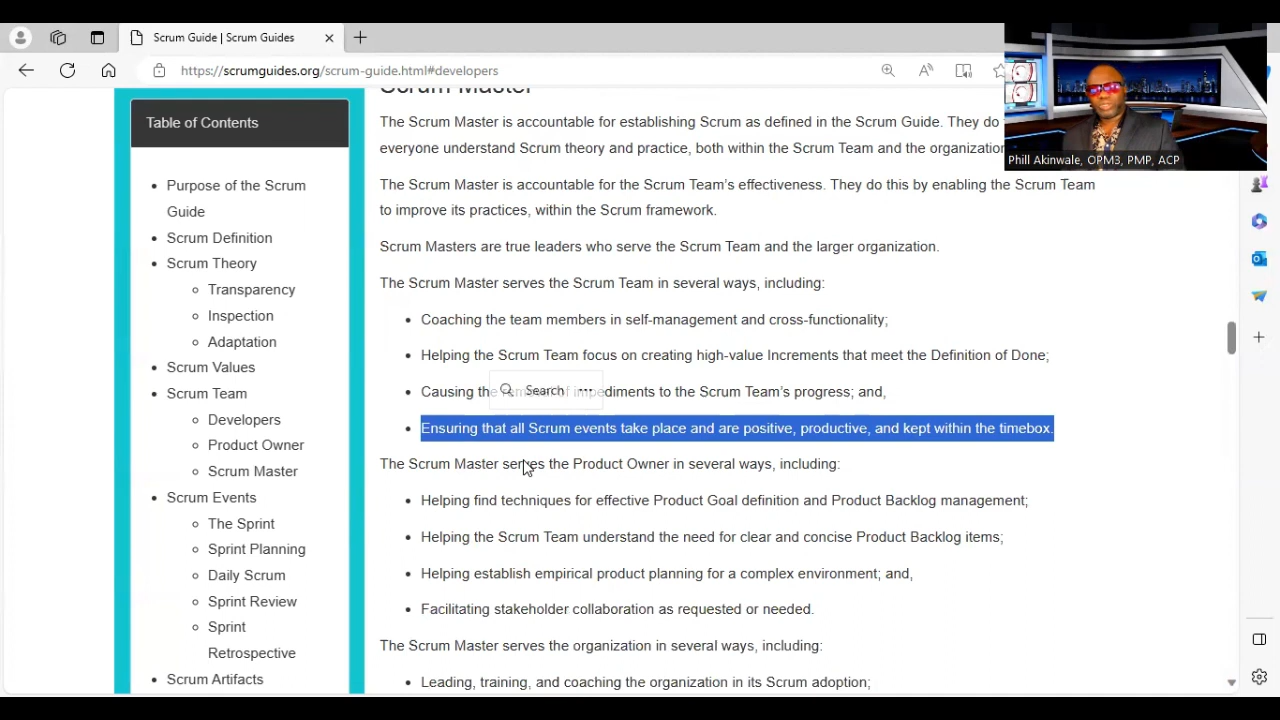 Scrum Guide | Scrum Guides
https://scrumguides.org/scrum-guide.html#developers
Phill Akinwale, OPM3, PMP, ACP
Table of Contents
Purpose of the Scrum
Guide
Scrum Definition
Scrum Theory
Transparency
Inspection
Adaptation
Scrum Values
Scrum Team
Developers
Product Owner
Scrum Master
Scrum Events
The Sprint
Sprint Planning
Daily Scrum
Sprint Review
Sprint
Retrospective
Scrum Artifacts
Scrum Master
The Scrum Master is accountable for establishing Scrum as defined in the Scrum Guide. They do
everyone understand Scrum theory and practice, both within the Scrum Team and the organization
The Scrum Master is accountable for the Scrum Team's effectiveness. They do this by enabling the Scrum Team
to improve its practices, within the Scrum framework.
Scrum Masters are true leaders who serve the Scrum Team and the larger organization.
The Scrum Master serves the Scrum Team in several ways, including:
Coaching the team members in self-management and cross-functionality;
Helping the Scrum Team focus on creating high-value Increments that meet the Definition of Done;
Causing the removal of impediments to the Scrum Team's progress; and,
Search
Ensuring that all Scrum events take place and are positive, productive, and kept within the timebox.
The Scrum Master serves the Product Owner in several ways, including:
Helping find techniques for effective Product Goal definition and Product Backlog management;
Helping the Scrum Team understand the need for clear and concise Product Backlog items;
Helping establish empirical product planning for a complex environment; and,
Facilitating stakeholder collaboration as requested or needed.
The Scrum Master serves the organization in several ways, including:
Leading, training, and coaching the organization in its Scrum adoption;